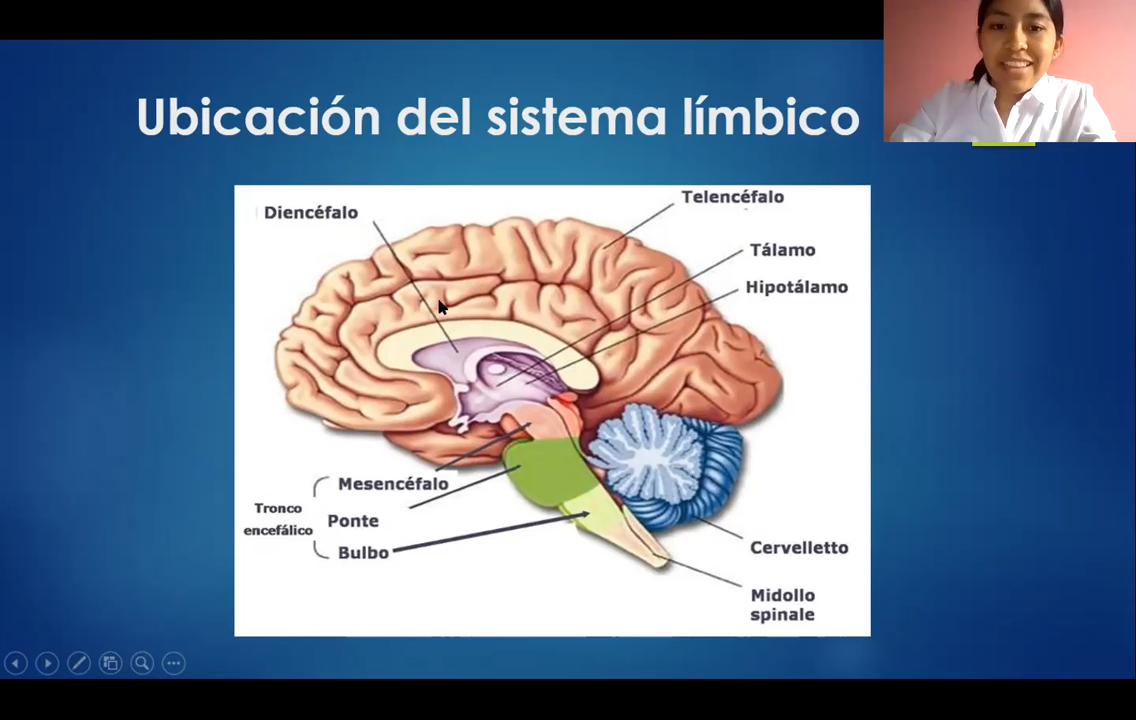 Ubicación del sistema límbico
Diencéfalo
Telencéfalo
Tálamo
Hipotálamo
Mesencéfalo
Tronco
encefálico
Ponte
Bulbo
Cervelletto
Midollo
spinale